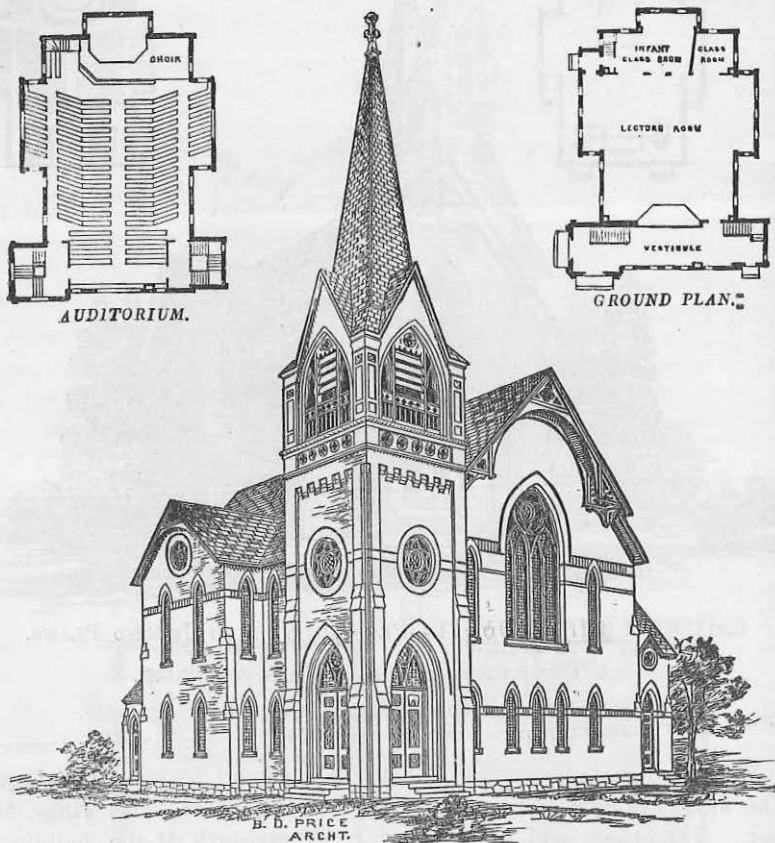 CHOIR
AUDITORIUM.
INFANT
CLASS ROOM
CLASS
ROOM
LECTURE ROOM
VESTIBULE
GROUND PLAN.
B. D. PRICE
ARCHT.